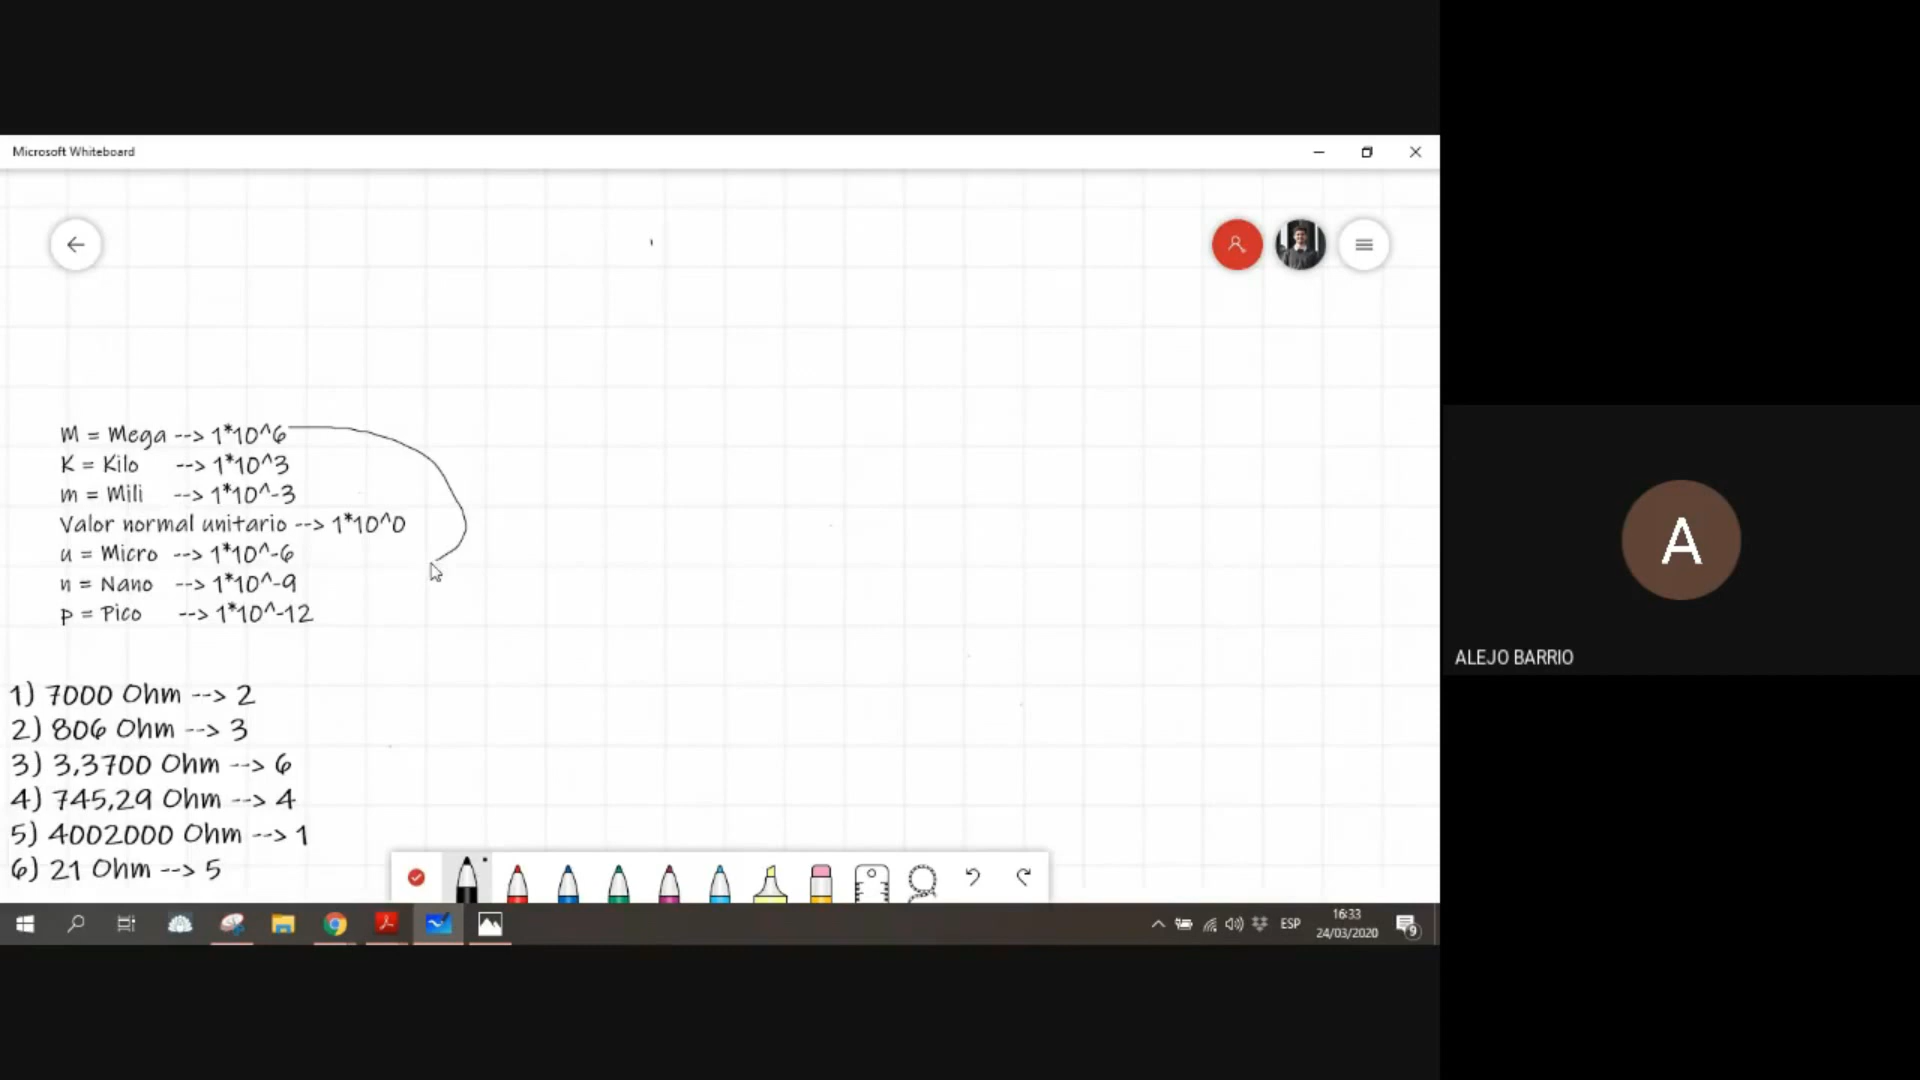 Microsoft Whiteboard
M = Mega --> 1*10^6
K = Kilo --> 1*10^3
m = Mili --> 1*10^-3
Valor normal unitario --> 1*10^0
u = Micro --> 1*10^-6
n = Nano --> 1*10^-9
p = Pico --> 1*10^-12
1) 7000 Ohm --> 2
2) 806 Ohm --> 3
3) 3,3700 Ohm --> 6
4) 745,29 Ohm --> 4
5) 4002000 Ohm --> 1
6) 21 Ohm --> 5
ESP
16:33
24/03/2020
9
A
ALEJO BARRIO